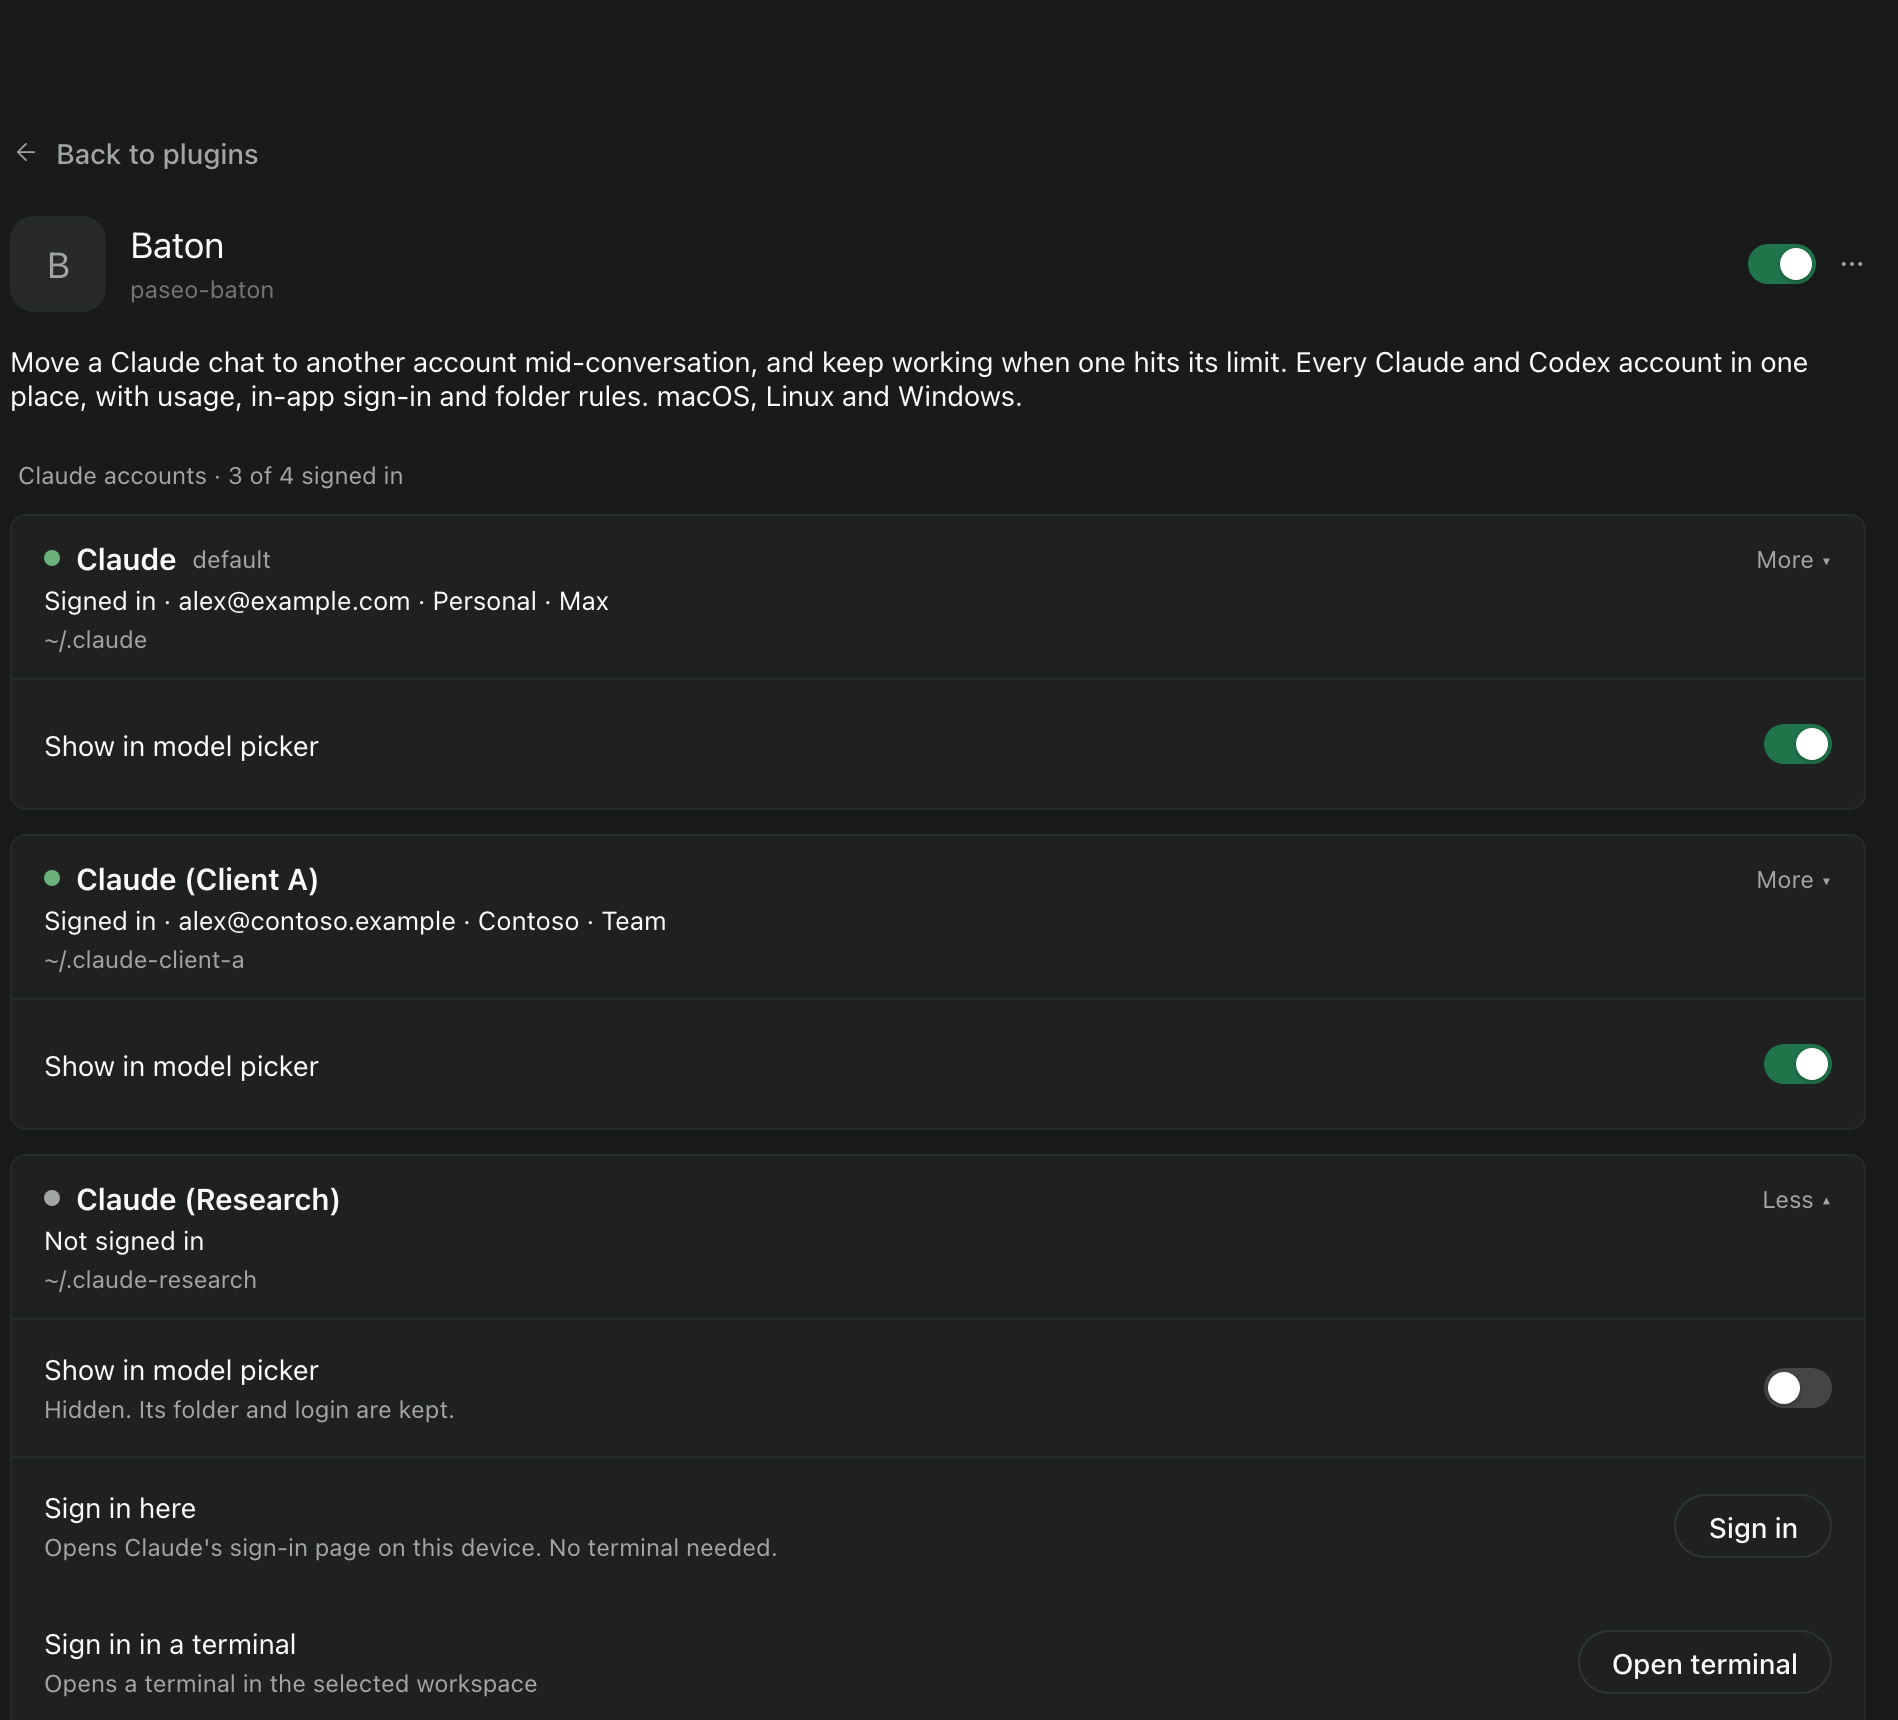 ← Back to plugins
B
Baton
paseo-baton
Move a Claude chat to another account mid-conversation, and keep working when one hits its limit. Every Claude and Codex account in one
place, with usage, in-app sign-in and folder rules. macOS, Linux and Windows.
Claude accounts · 3 of 4 signed in
Claude default More ▾
Signed in · alex@example.com · Personal · Max
~/.claude
Show in model picker
Claude (Client A) More ▾
Signed in · alex@contoso.example · Contoso · Team
~/.claude-client-a
Show in model picker
Claude (Research) Less ▴
Not signed in
~/.claude-research
Show in model picker
Hidden. Its folder and login are kept.
Sign in here
Opens Claude's sign-in page on this device. No terminal needed.
Sign in
Sign in in a terminal
Opens a terminal in the selected workspace
Open terminal